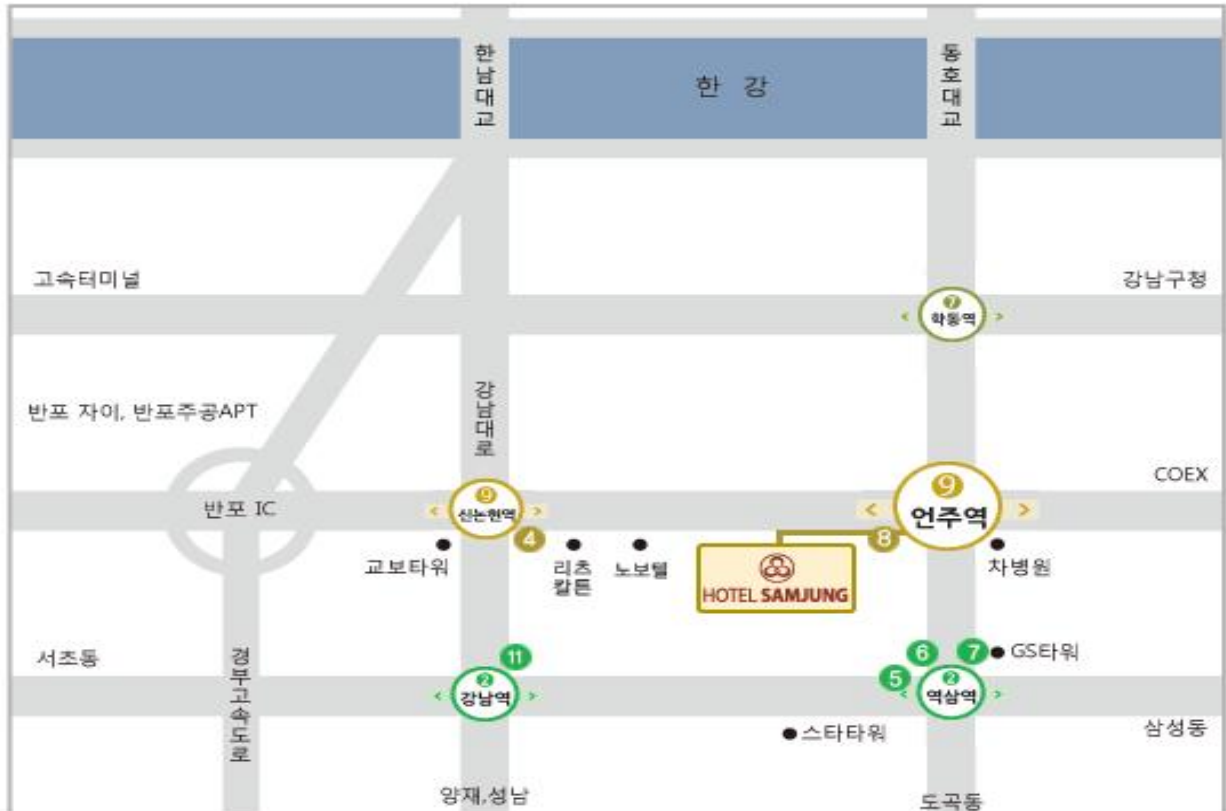 한남대교
한 강
동호대교
고속터미널
강남구청
7
학동역
강남대로
반포 자이, 반포주공APT
COEX
반포 IC
9
신논현역
4
9
언주역
8
교보타워
리츠
칼튼
노보텔
HOTEL SAMJUNG
차병원
서초동
경부고속도로
11
2
강남역
5
6
7
GS타워
2
역삼역
스타타워
삼성동
양재,성남
도곡동